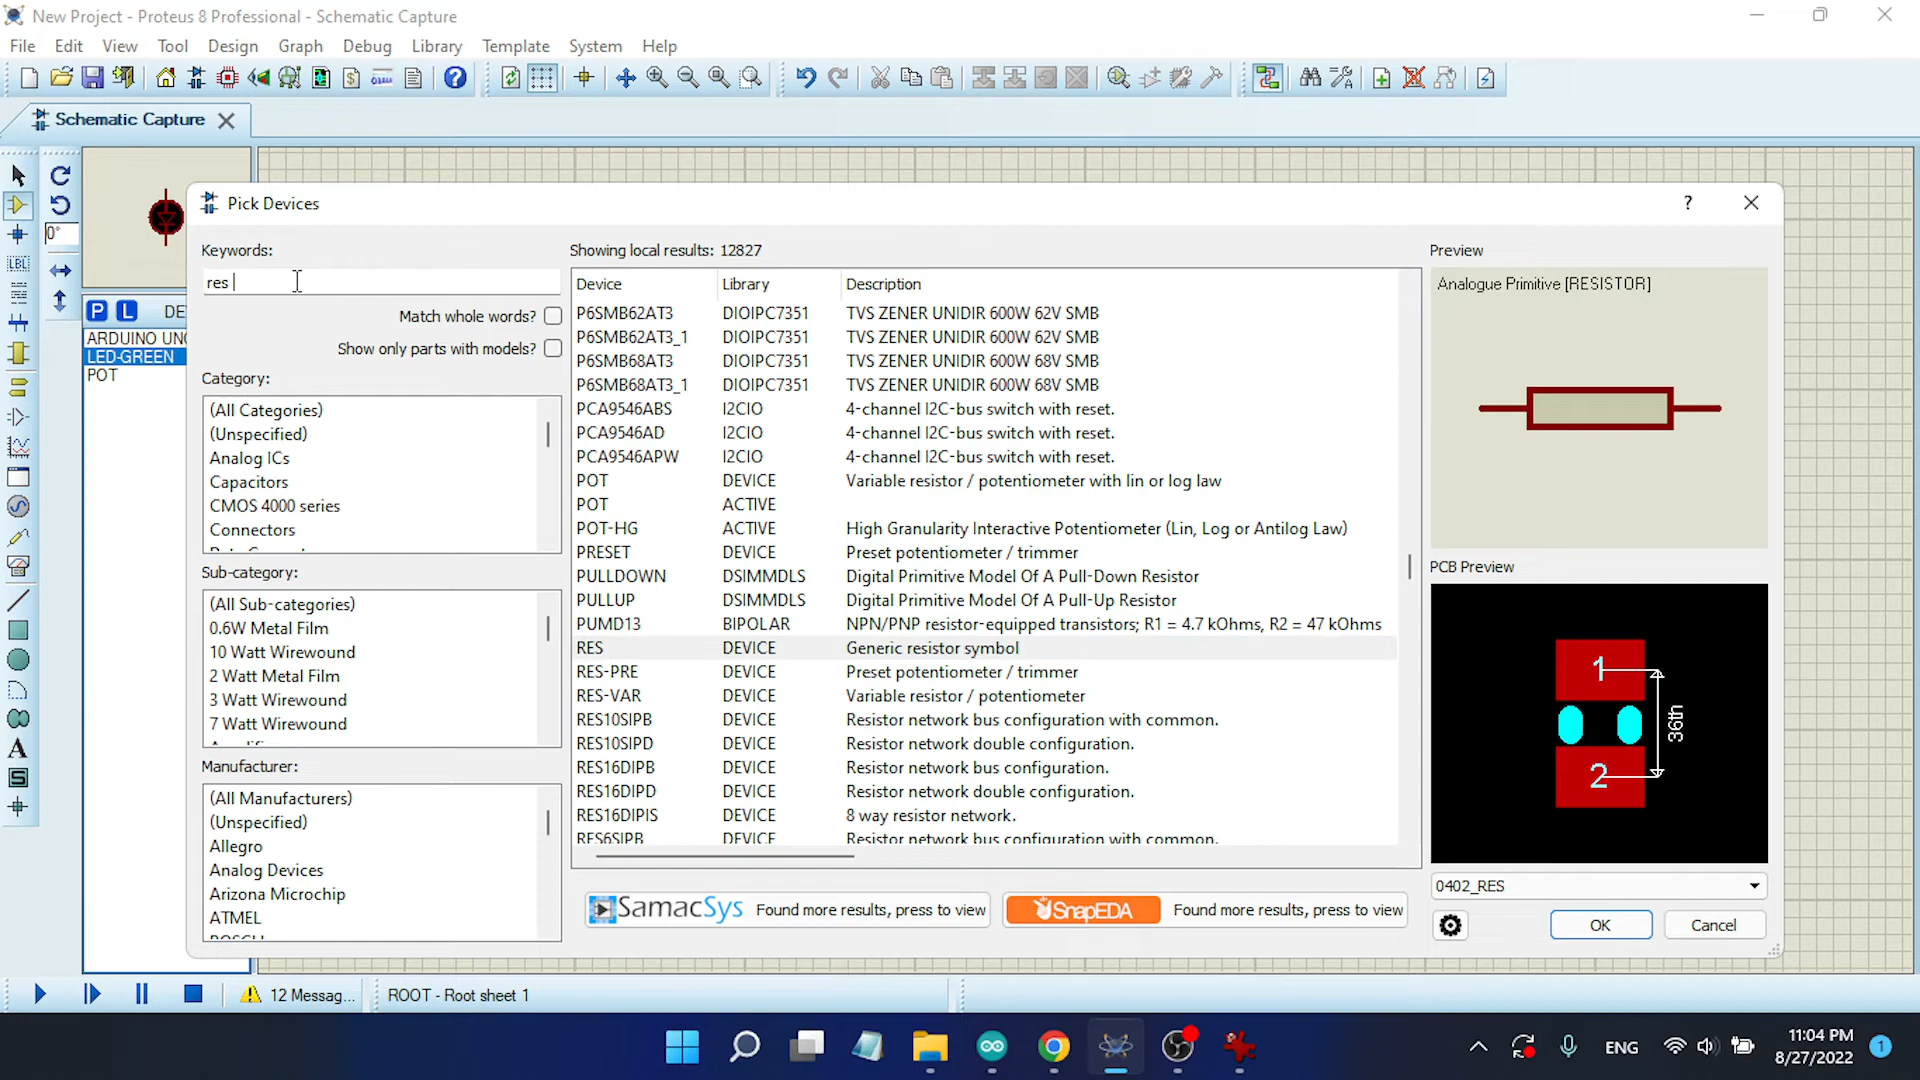 New Project - Proteus 8 Professional - Schematic Capture
File Edit View Tool Design Graph Debug Library Template System Help
Schematic Capture
0°
LBL
P L DE
ARDUINO UNO
LED-GREEN
POT
A
S
Pick Devices
?
Keywords:
res
Match whole words?
Show only parts with models?
Category:
(All Categories)
(Unspecified)
Analog ICs
Capacitors
CMOS 4000 series
Connectors
Sub-category:
(All Sub-categories)
0.6W Metal Film
10 Watt Wirewound
2 Watt Metal Film
3 Watt Wirewound
7 Watt Wirewound
Manufacturer:
(All Manufacturers)
(Unspecified)
Allegro
Analog Devices
Arizona Microchip
ATMEL
Showing local results: 12827
Device Library Description
P6SMB62AT3 DIOIPC7351 TVS ZENER UNIDIR 600W 62V SMB
P6SMB62AT3_1 DIOIPC7351 TVS ZENER UNIDIR 600W 62V SMB
P6SMB68AT3 DIOIPC7351 TVS ZENER UNIDIR 600W 68V SMB
P6SMB68AT3_1 DIOIPC7351 TVS ZENER UNIDIR 600W 68V SMB
PCA9546ABS I2CIO 4-channel I2C-bus switch with reset.
PCA9546AD I2CIO 4-channel I2C-bus switch with reset.
PCA9546APW I2CIO 4-channel I2C-bus switch with reset.
POT DEVICE Variable resistor / potentiometer with lin or log law
POT ACTIVE
POT-HG ACTIVE High Granularity Interactive Potentiometer (Lin, Log or Antilog Law)
PRESET DEVICE Preset potentiometer / trimmer
PULLDOWN DSIMMDLS Digital Primitive Model Of A Pull-Down Resistor
PULLUP DSIMMDLS Digital Primitive Model Of A Pull-Up Resistor
PUMD13 BIPOLAR NPN/PNP resistor-equipped transistors; R1 = 4.7 kOhms, R2 = 47 kOhms
RES DEVICE Generic resistor symbol
RES-PRE DEVICE Preset potentiometer / trimmer
RES-VAR DEVICE Variable resistor / potentiometer
RES10SIPB DEVICE Resistor network bus configuration with common.
RES10SIPD DEVICE Resistor network double configuration.
RES16DIPB DEVICE Resistor network bus configuration.
RES16DIPD DEVICE Resistor network double configuration.
RES16DIPIS DEVICE 8 way resistor network.
RES6SIPB DEVICE Resistor network bus configuration with common.
SamacSys Found more results, press to view
SnapEDA Found more results, press to view
Preview
Analogue Primitive [RESISTOR]
PCB Preview
1
36th
2
0402_RES
OK Cancel
12 Messag...
ROOT - Root sheet 1
ENG
11:04 PM
8/27/2022
1